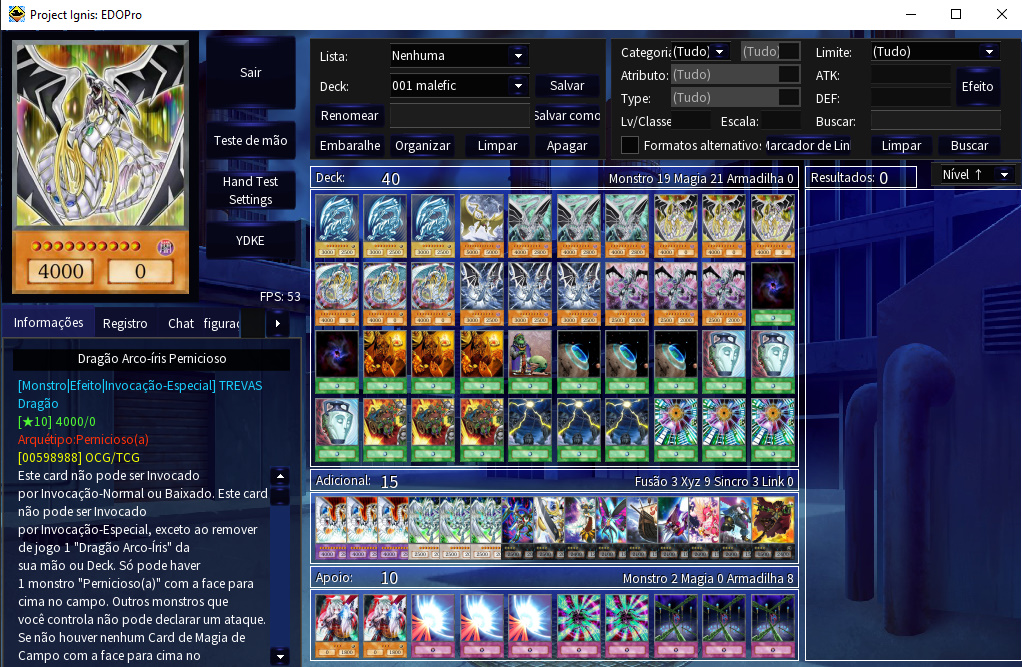 Project Ignis: EDOPro
4000
0
Sair
Teste de mão
Hand Test
Settings
YDKE
FPS: 53
Lista:
Nenhuma
Deck:
001 malefic
Salvar
Renomear
Salvar como
Embaralhe
Organizar
Limpar
Apagar
Categoria
(Tudo)
(Tudo)
Limite:
(Tudo)
Atributo:
(Tudo)
ATK:
Type:
(Tudo)
DEF:
Efeito
Lv/Classe
Escala:
Buscar:
Formatos alternativos
Marcador de Lin
Limpar
Buscar
Deck:
40
Monstro 19 Magia 21 Armadilha 0
Resultados: 0
Nível ↑
Informações
Registro
Chat
figuraç
Dragão Arco-íris Pernicioso
[Monstro|Efeito|Invocação-Especial] TREVAS
Dragão
[★10] 4000/0
Arquétipo:Pernicioso(a)
[00598988] OCG/TCG
Este card não pode ser Invocado
por Invocação-Normal ou Baixado. Este card
não pode ser Invocado
por Invocação-Especial, exceto ao remover
de jogo 1 "Dragão Arco-Íris" da
sua mão ou Deck. Só pode haver
1 monstro "Pernicioso(a)" com a face para
cima no campo. Outros monstros que
você controla não pode declarar um ataque.
Se não houver nenhum Card de Magia de
Campo com a face para cima no
Adicional:
15
Fusão 3 Xyz 9 Sincro 3 Link 0
Apoio:
10
Monstro 2 Magia 0 Armadilha 8